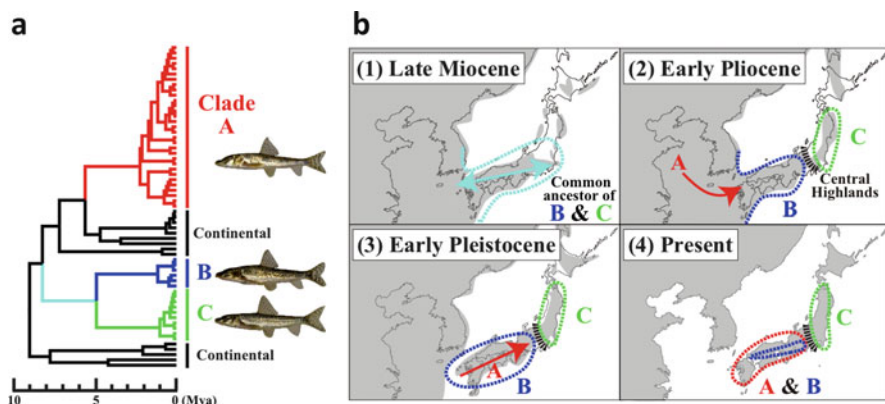 a
Clade
A
Continental
B
C
Continental
10 5 0 (Mya)
b
(1) Late Miocene
Common
ancestor of
B & C
(2) Early Pliocene
A
B
C
Central
Highlands
(3) Early Pleistocene
A
B
C
(4) Present
C
A & B